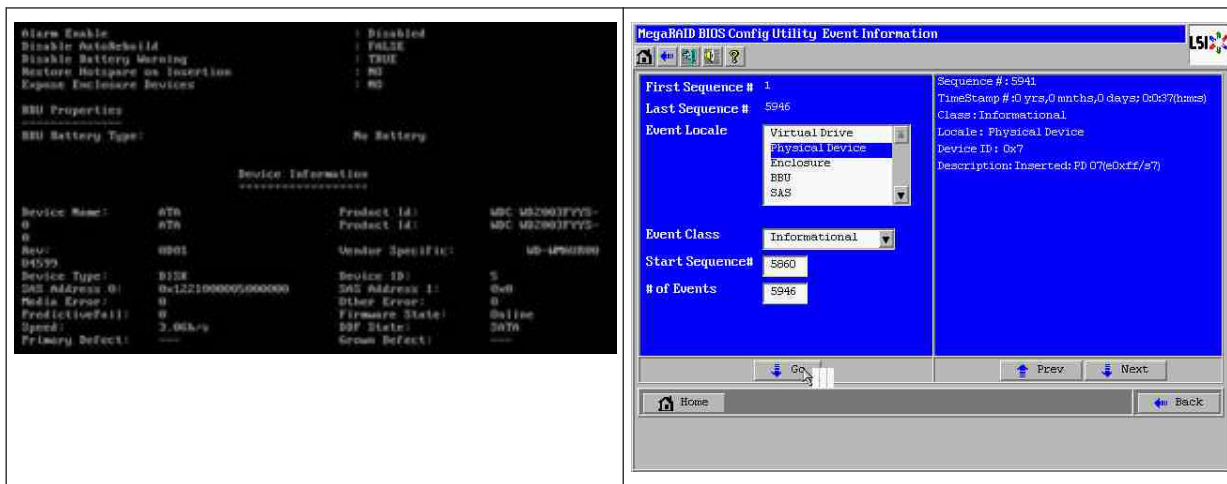 Alarm Enable : Disabled
Disable AutoRebuild : FALSE
Disable Battery Warning : TRUE
Restore Hotspare on Insertion : NO
Expose Enclosure Devices : NO
BBU Properties
---------------
BBU Battery Type: No Battery
Device Information
Device Name: ATA Product Id: WDC WD2003FYYS-
0 ATA Product Id: WDC WD2003FYYS-
0
Rev: 0D01 Vendor Specific:
04599
Device Type: DISK Device ID: 5
SAS Address 0: 0x1221000005000000 SAS Address 1: 0x0
Media Error: 0 Other Error: 0
PredictiveFail: 0 Firmware State: Online
Speed: 3.0Gb/s DDF State: SATA
Primary Defect: --- Grown Defect: ---
MegaRAID BIOS Config Utility Event Information
LSI
First Sequence # 1
Last Sequence # 5946
Event Locale
Virtual Drive
Physical Device
Enclosure
BBU
SAS
Event Class Informational
Start Sequence# 5860
# of Events 5946
Go
Sequence #: 5941
TimeStamp #:0 yrs,0 mnths,0 days; 0:0:37(h:m:s)
Class: Informational
Locale: Physical Device
Device ID: 0x7
Description: Inserted: PD 07(e0xff/s7)
Prev Next
Home Back